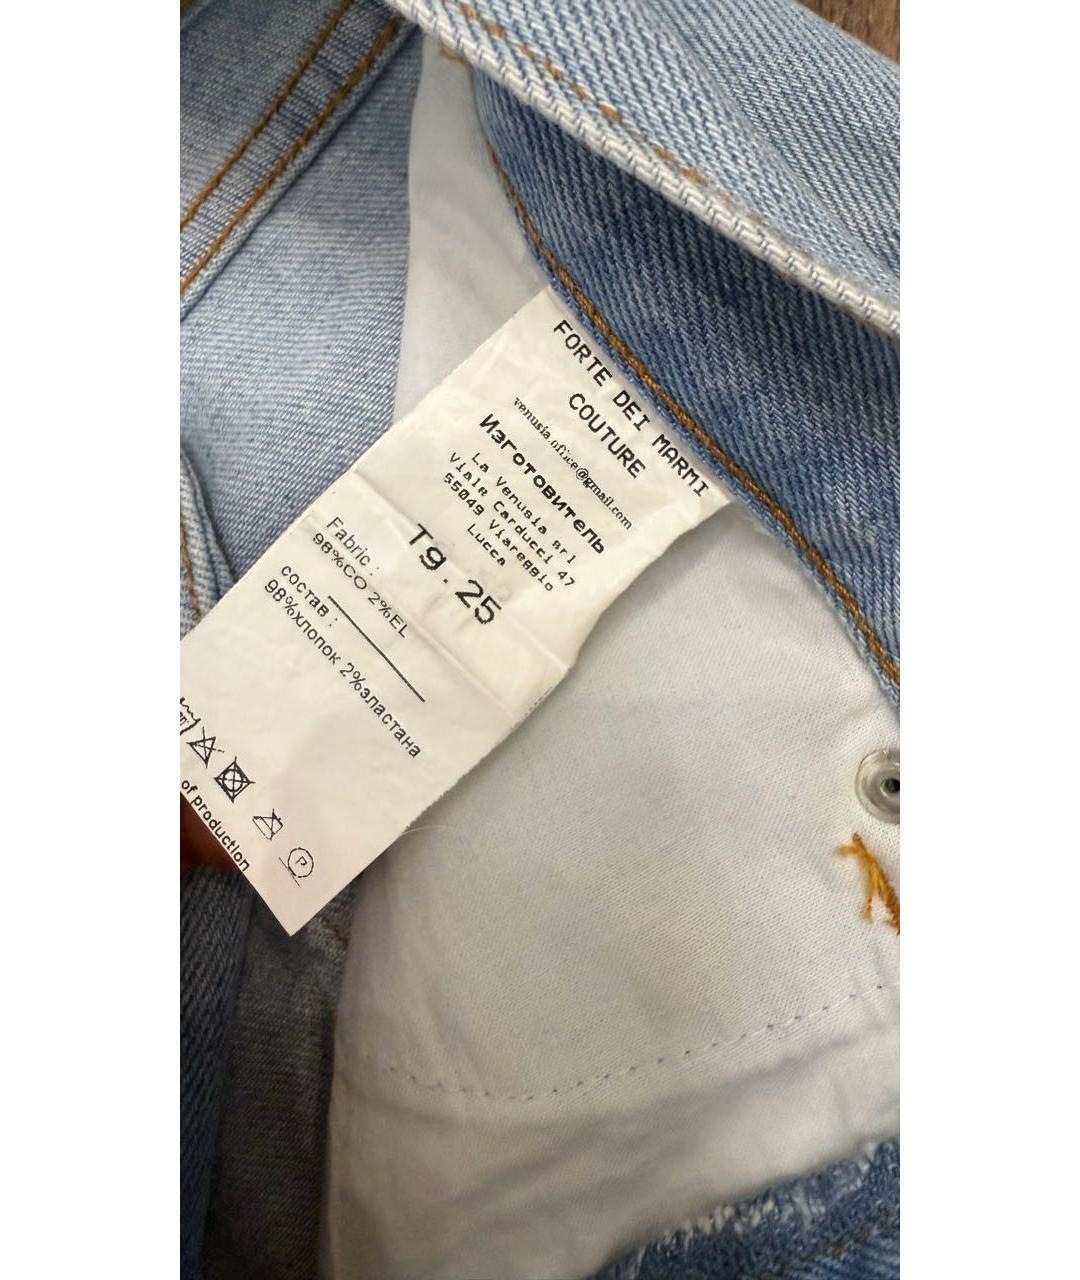 FORTE DEI MARMI
COUTURE
venusia.office@gmail.com
Изготовитель
La Venusia srl
Viale Carducci 47
55049 Viareggio
Lucca
Tg.25
Fabric :
98%CO 2%EL
состав :
98%хлопок 2%эластана
P
of production